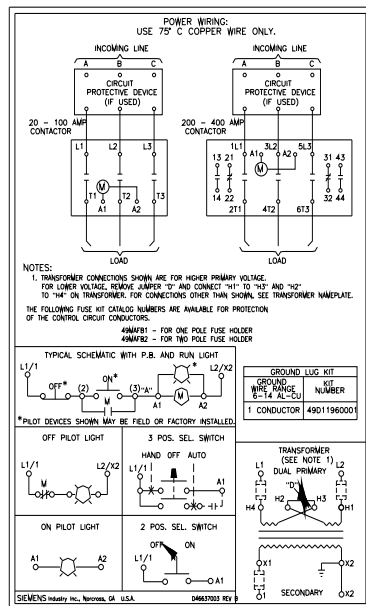 POWER WIRING:
USE 75° C COPPER WIRE ONLY.
INCOMING LINE
A B C
CIRCUIT
PROTECTIVE DEVICE
(IF USED)
20 - 100 AMP
CONTACTOR
L1 L2 L3
M
T1 T2 T3
A1 A2
LOAD
INCOMING LINE
A B C
CIRCUIT
PROTECTIVE DEVICE
(IF USED)
200 - 400 AMP
CONTACTOR
1L1 A1 3L2 A2 5L3
13 21 31 43
M
14 22 32 44
2T1 4T2 6T3
LOAD
NOTES:
1. TRANSFORMER CONNECTIONS SHOWN ARE FOR HIGHER PRIMARY VOLTAGE.
FOR LOWER VOLTAGE, REMOVE JUMPER "D" AND CONNECT "H1" TO "H3" AND "H2"
TO "H4" ON TRANSFORMER. FOR CONNECTIONS OTHER THAN SHOWN, SEE TRANSFORMER NAMEPLATE.
THE FOLLOWING FUSE KIT CATALOG NUMBERS ARE AVAILABLE FOR PROTECTION
OF THE CONTROL CIRCUIT CONDUCTORS.
49MAFB1 - FOR ONE POLE FUSE HOLDER
49MAFB2 - FOR TWO POLE FUSE HOLDER
TYPICAL SCHEMATIC WITH P.B. AND RUN LIGHT
L1/1 L2/X2
OFF* (2) ON* (3) "A" *
M A1 M A2
*PILOT DEVICES SHOWN MAY BE FIELD OR FACTORY INSTALLED.
GROUND LUG KIT
GROUND WIRE RANGE 6-14 AL-CU KIT NUMBER
1 CONDUCTOR 49D11960001
OFF PILOT LIGHT
L1/1 L2/X2
M
3 POS. SEL. SWITCH
HAND OFF AUTO
L1/1 A1
ON PILOT LIGHT
A1 A2
2 POS. SEL. SWITCH
OFF ON
L1/1
A1
TRANSFORMER
(SEE NOTE 1)
L1 DUAL PRIMARY L2
"D"
H2 H3
H4 H1
X1 X2
1 SECONDARY X2
SIEMENS Industry Inc., Norcross, GA U.S.A. D46637003 REV B